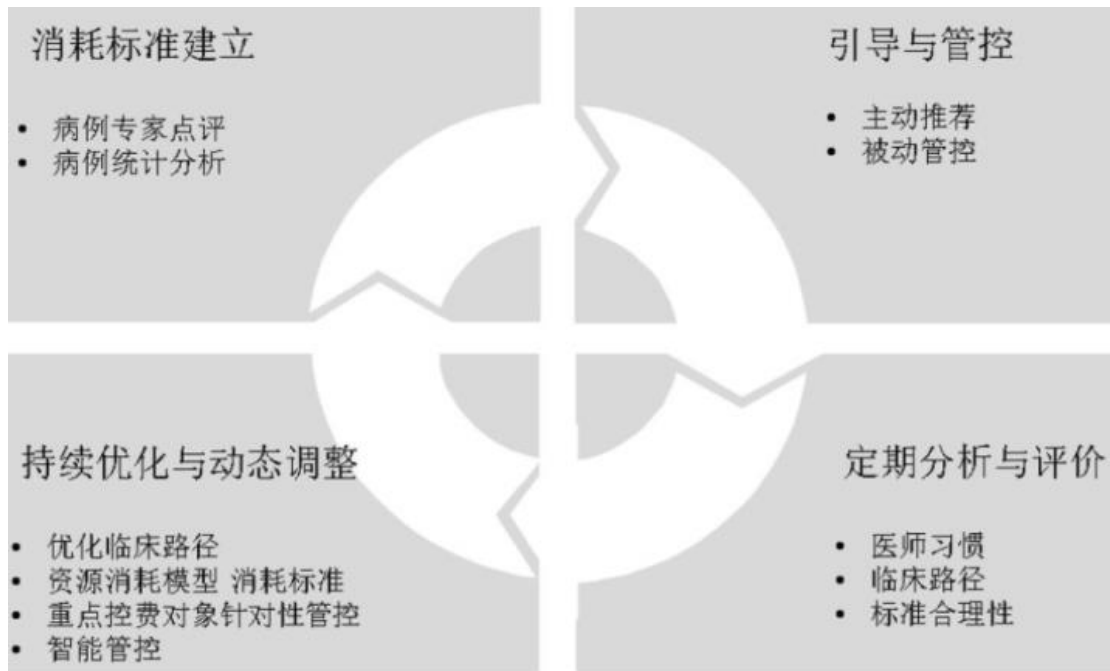 消耗标准建立
• 病例专家点评
• 病例统计分析
引导与管控
• 主动推荐
• 被动管控
持续优化与动态调整
• 优化临床路径
• 资源消耗模型 消耗标准
• 重点控费对象针对性管控
• 智能管控
定期分析与评价
• 医师习惯
• 临床路径
• 标准合理性